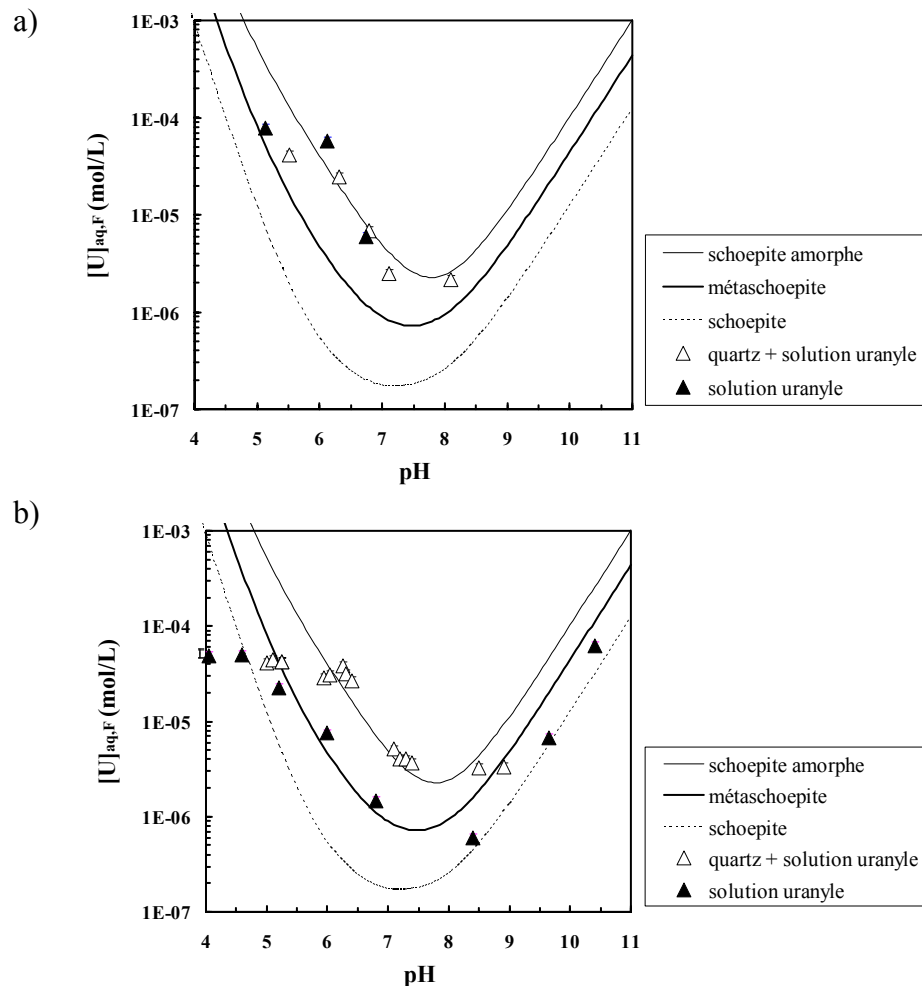 a)
1E-03
1E-04
1E-05
1E-06
1E-07
[U]aq,F (mol/L)
4 5 6 7 8 9 10 11
pH
schoepite amorphe
métaschoepite
schoepite
quartz + solution uranyle
solution uranyle
b)
1E-03
1E-04
1E-05
1E-06
1E-07
[U]aq,F (mol/L)
4 5 6 7 8 9 10 11
pH
schoepite amorphe
métaschoepite
schoepite
quartz + solution uranyle
solution uranyle